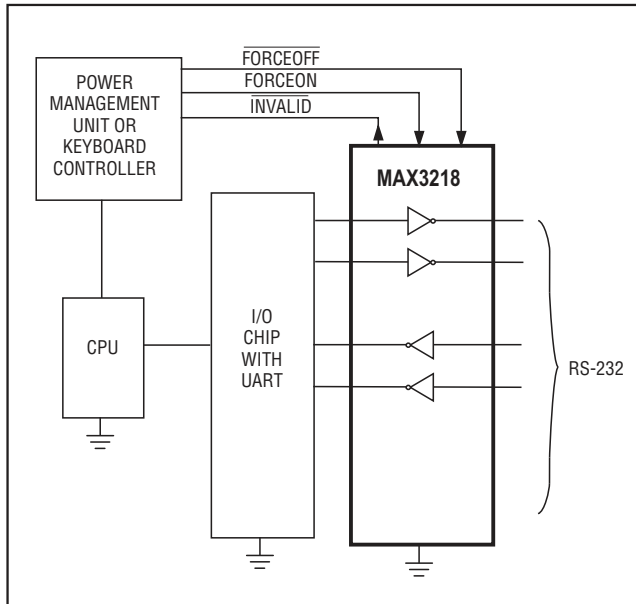 FORCEOFF
FORCEON
INVALID
POWER
MANAGEMENT
UNIT OR
KEYBOARD
CONTROLLER
MAX3218
CPU
I/O
CHIP
WITH
UART
RS-232